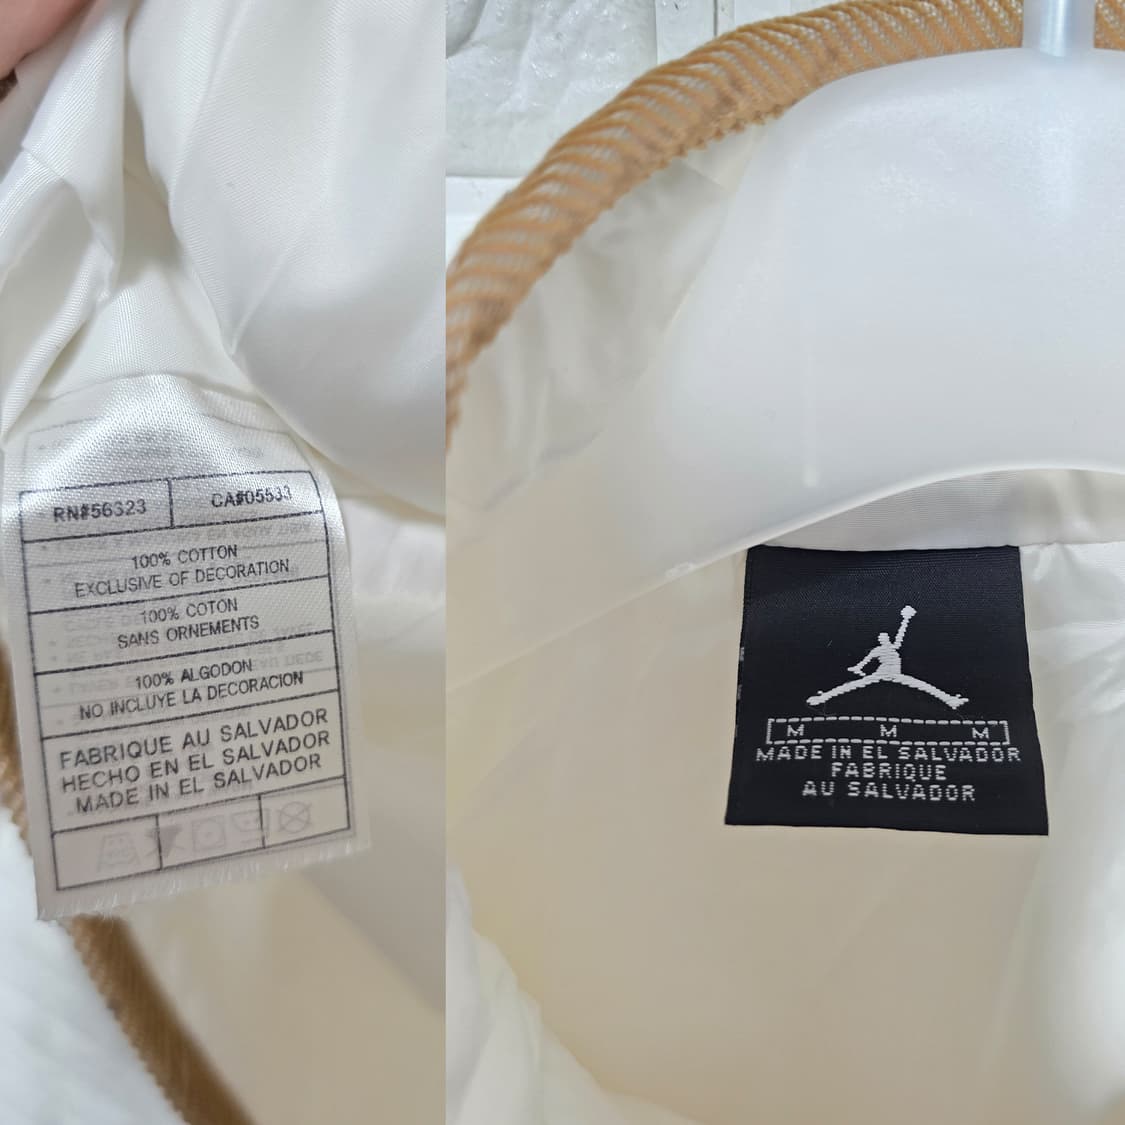 RN#56323 CA#05533
100% COTTON
EXCLUSIVE OF DECORATION
100% COTON
SANS ORNEMENTS
100% ALGODON
NO INCLUYE LA DECORACION
FABRIQUE AU SALVADOR
HECHO EN EL SALVADOR
MADE IN EL SALVADOR
M M M
MADE IN EL SALVADOR
FABRIQUE
AU SALVADOR